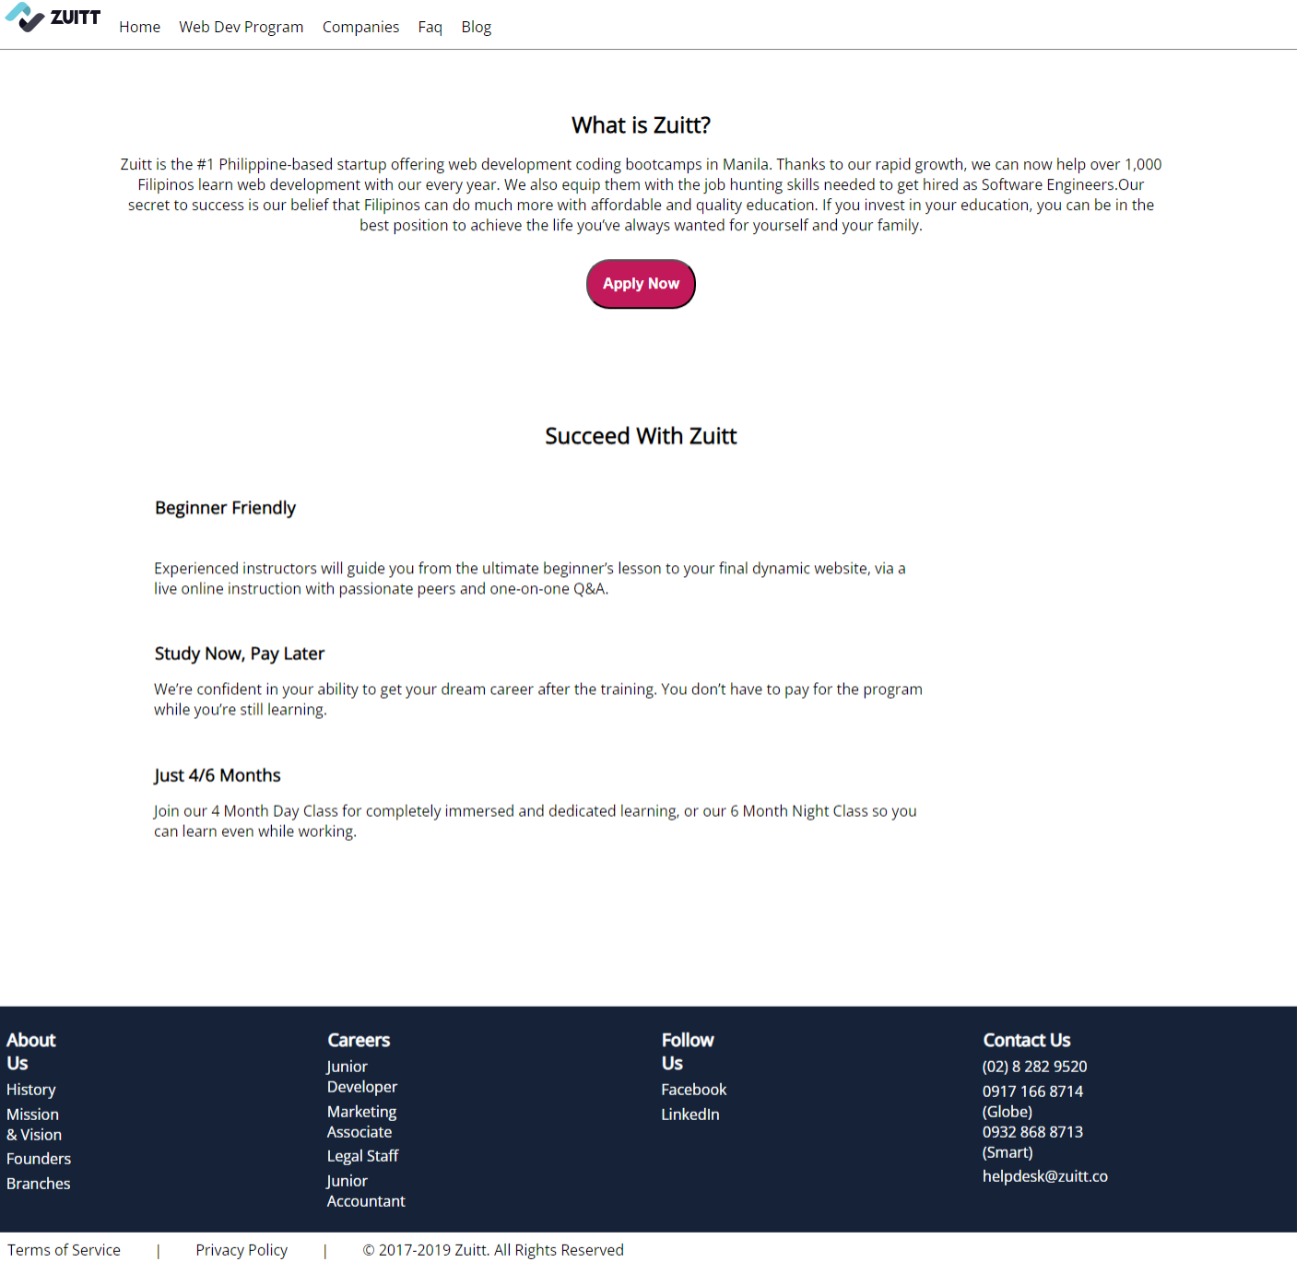 ZUITT
Home Web Dev Program Companies Faq Blog
What is Zuitt?
Zuitt is the #1 Philippine-based startup offering web development coding bootcamps in Manila. Thanks to our rapid growth, we can now help over 1,000
Filipinos learn web development with our every year. We also equip them with the job hunting skills needed to get hired as Software Engineers.Our
secret to success is our belief that Filipinos can do much more with affordable and quality education. If you invest in your education, you can be in the
best position to achieve the life you’ve always wanted for yourself and your family.
Apply Now
Succeed With Zuitt
Beginner Friendly
Experienced instructors will guide you from the ultimate beginner’s lesson to your final dynamic website, via a
live online instruction with passionate peers and one-on-one Q&A.
Study Now, Pay Later
We’re confident in your ability to get your dream career after the training. You don’t have to pay for the program
while you’re still learning.
Just 4/6 Months
Join our 4 Month Day Class for completely immersed and dedicated learning, or our 6 Month Night Class so you
can learn even while working.
About
Us
History
Mission
& Vision
Founders
Branches
Careers
Junior
Developer
Marketing
Associate
Legal Staff
Junior
Accountant
Follow
Us
Facebook
LinkedIn
Contact Us
(02) 8 282 9520
0917 166 8714
(Globe)
0932 868 8713
(Smart)
helpdesk@zuitt.co
Terms of Service | Privacy Policy | © 2017-2019 Zuitt. All Rights Reserved